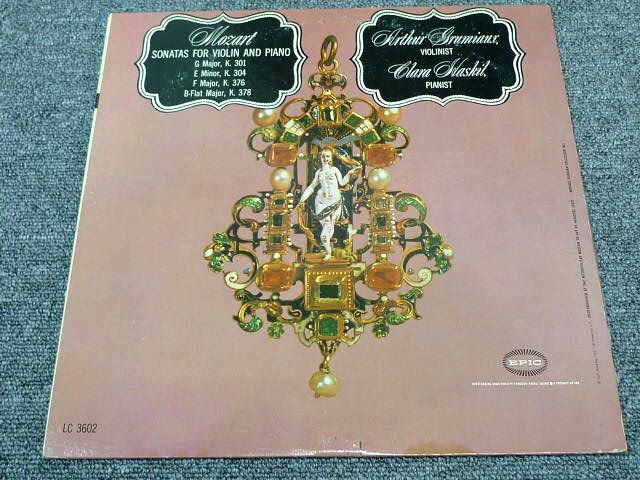 Mozart
SONATAS FOR VIOLIN AND PIANO
G Major, K. 301
E Minor, K. 304
F Major, K. 376
B-Flat Major, K. 378
Arthur Grumiaux,
VIOLINIST
Clara Haskil,
PIANIST
EPIC
LC 3602